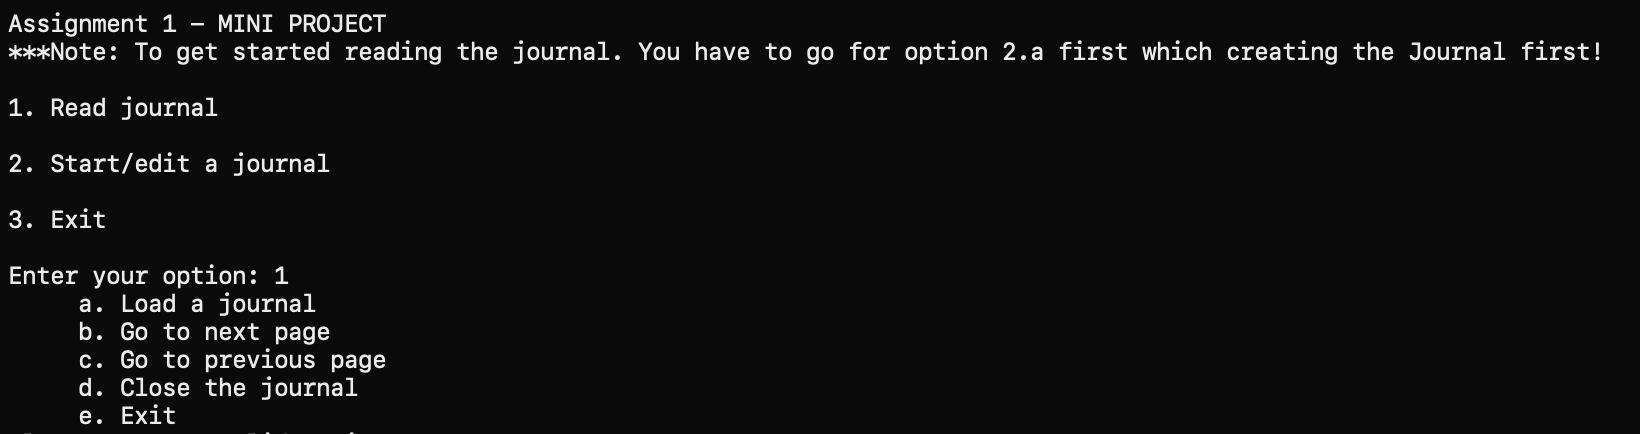 Assignment 1 – MINI PROJECT
***Note: To get started reading the journal. You have to go for option 2.a first which creating the Journal first!
1. Read journal
2. Start/edit a journal
3. Exit
Enter your option: 1
a. Load a journal
b. Go to next page
c. Go to previous page
d. Close the journal
e. Exit